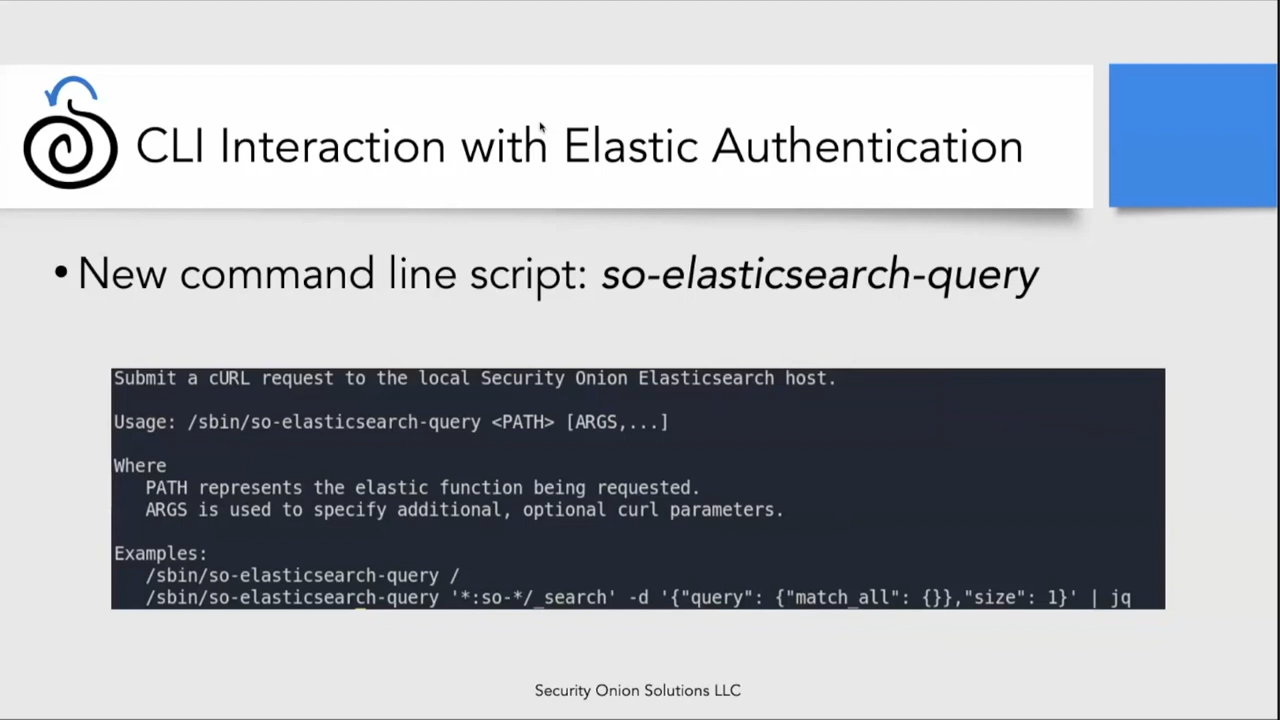 CLI Interaction with Elastic Authentication
• New command line script: so-elasticsearch-query
Submit a cURL request to the local Security Onion Elasticsearch host.
Usage: /sbin/so-elasticsearch-query <PATH> [ARGS,...]
Where
PATH represents the elastic function being requested.
ARGS is used to specify additional, optional curl parameters.
Examples:
/sbin/so-elasticsearch-query /
/sbin/so-elasticsearch-query '*:so-*/_search' -d '{"query": {"match_all": {}},"size": 1}' | jq
Security Onion Solutions LLC